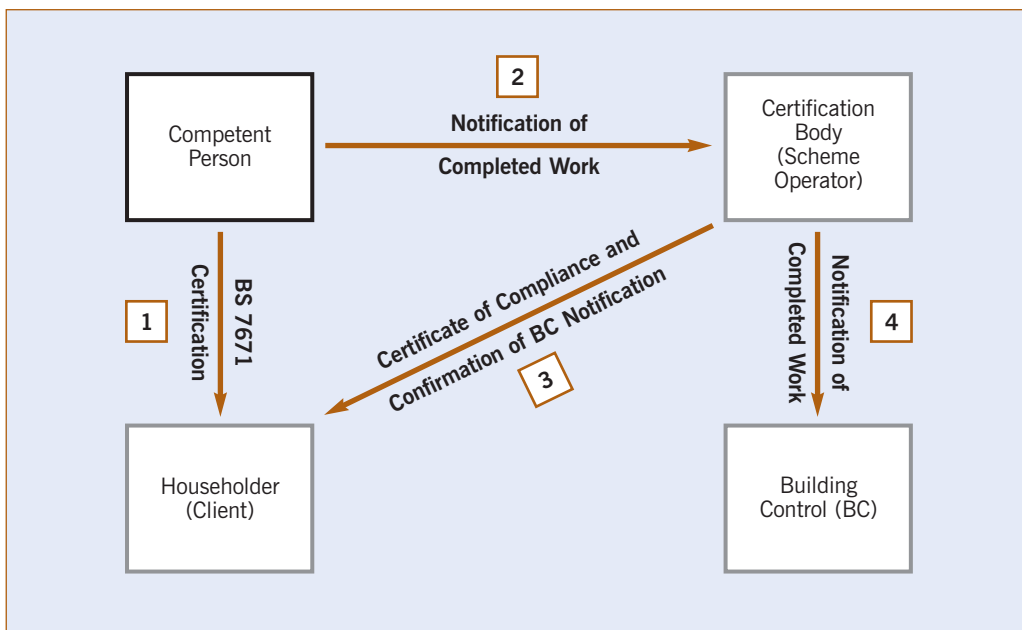 2
Competent
Person
Notification of
Completed Work
Certification
Body
(Scheme
Operator)
1
BS 7671
Certification
Certificate of Compliance and
Confirmation of BC Notification
3
Notification of
Completed Work
4
Householder
(Client)
Building
Control (BC)